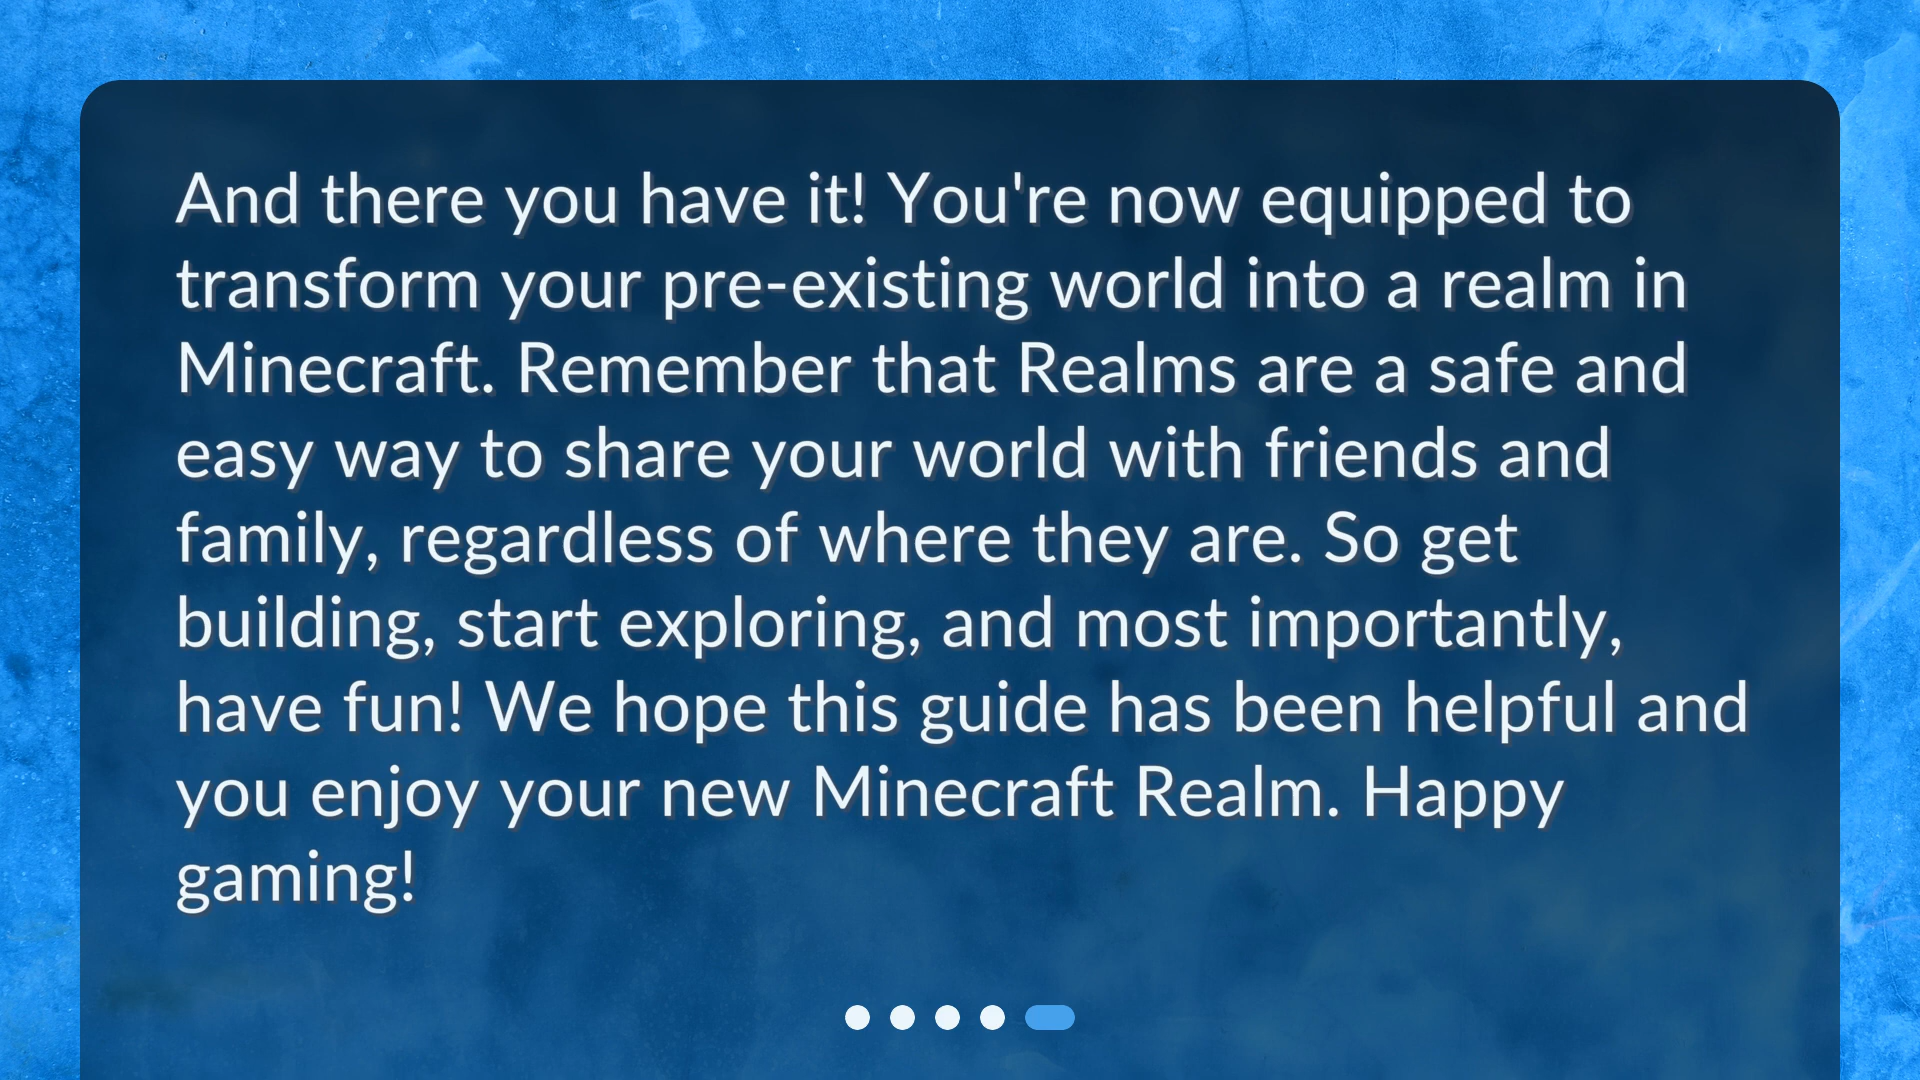 And there you have it! You're now equipped to
transform your pre-existing world into a realm in
Minecraft. Remember that Realms are a safe and
easy way to share your world with friends and
family, regardless of where they are. So get
building, start exploring, and most importantly,
have fun! We hope this guide has been helpful and
you enjoy your new Minecraft Realm. Happy
gaming!